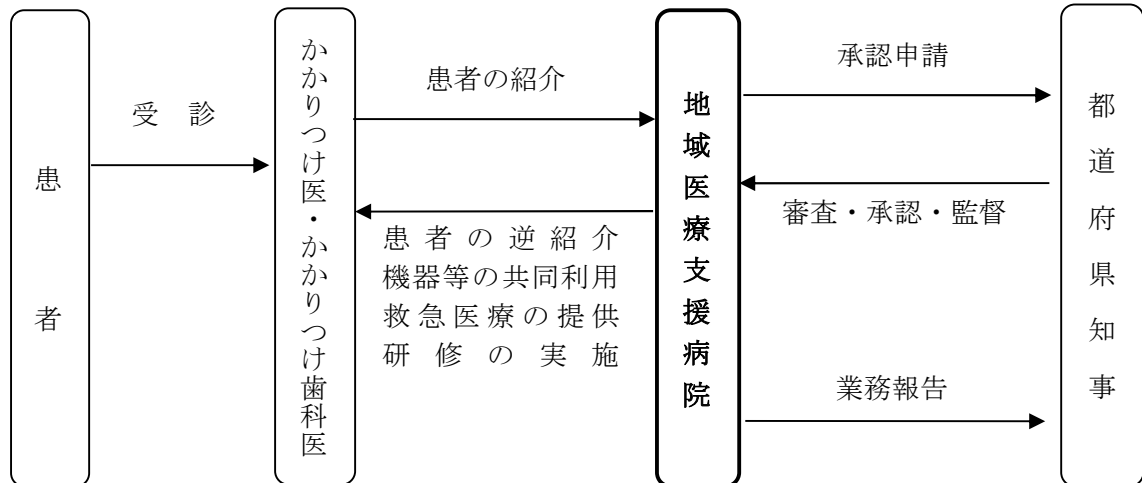 患者
受 診
かかりつけ医・かかりつけ歯科医
患者の紹介
患者の逆紹介
機器等の共同利用
救急医療の提供
研修の実施
地域医療支援病院
承認申請
審査・承認・監督
業務報告
都道府県知事